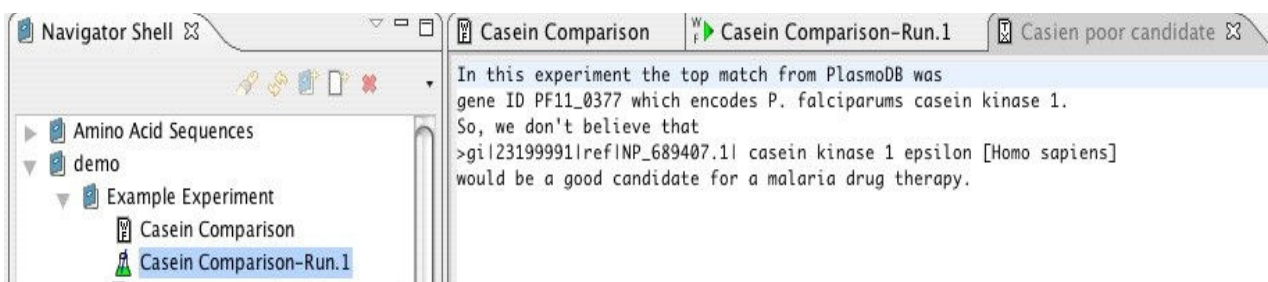 Navigator Shell
Casein Comparison
Casein Comparison-Run.1
Casien poor candidate
Amino Acid Sequences
demo
Example Experiment
Casein Comparison
Casein Comparison-Run.1
In this experiment the top match from PlasmoDB was
gene ID PF11_0377 which encodes P. falciparums casein kinase 1.
So, we don't believe that
>gi|23199991|ref|NP_689407.1| casein kinase 1 epsilon [Homo sapiens]
would be a good candidate for a malaria drug therapy.